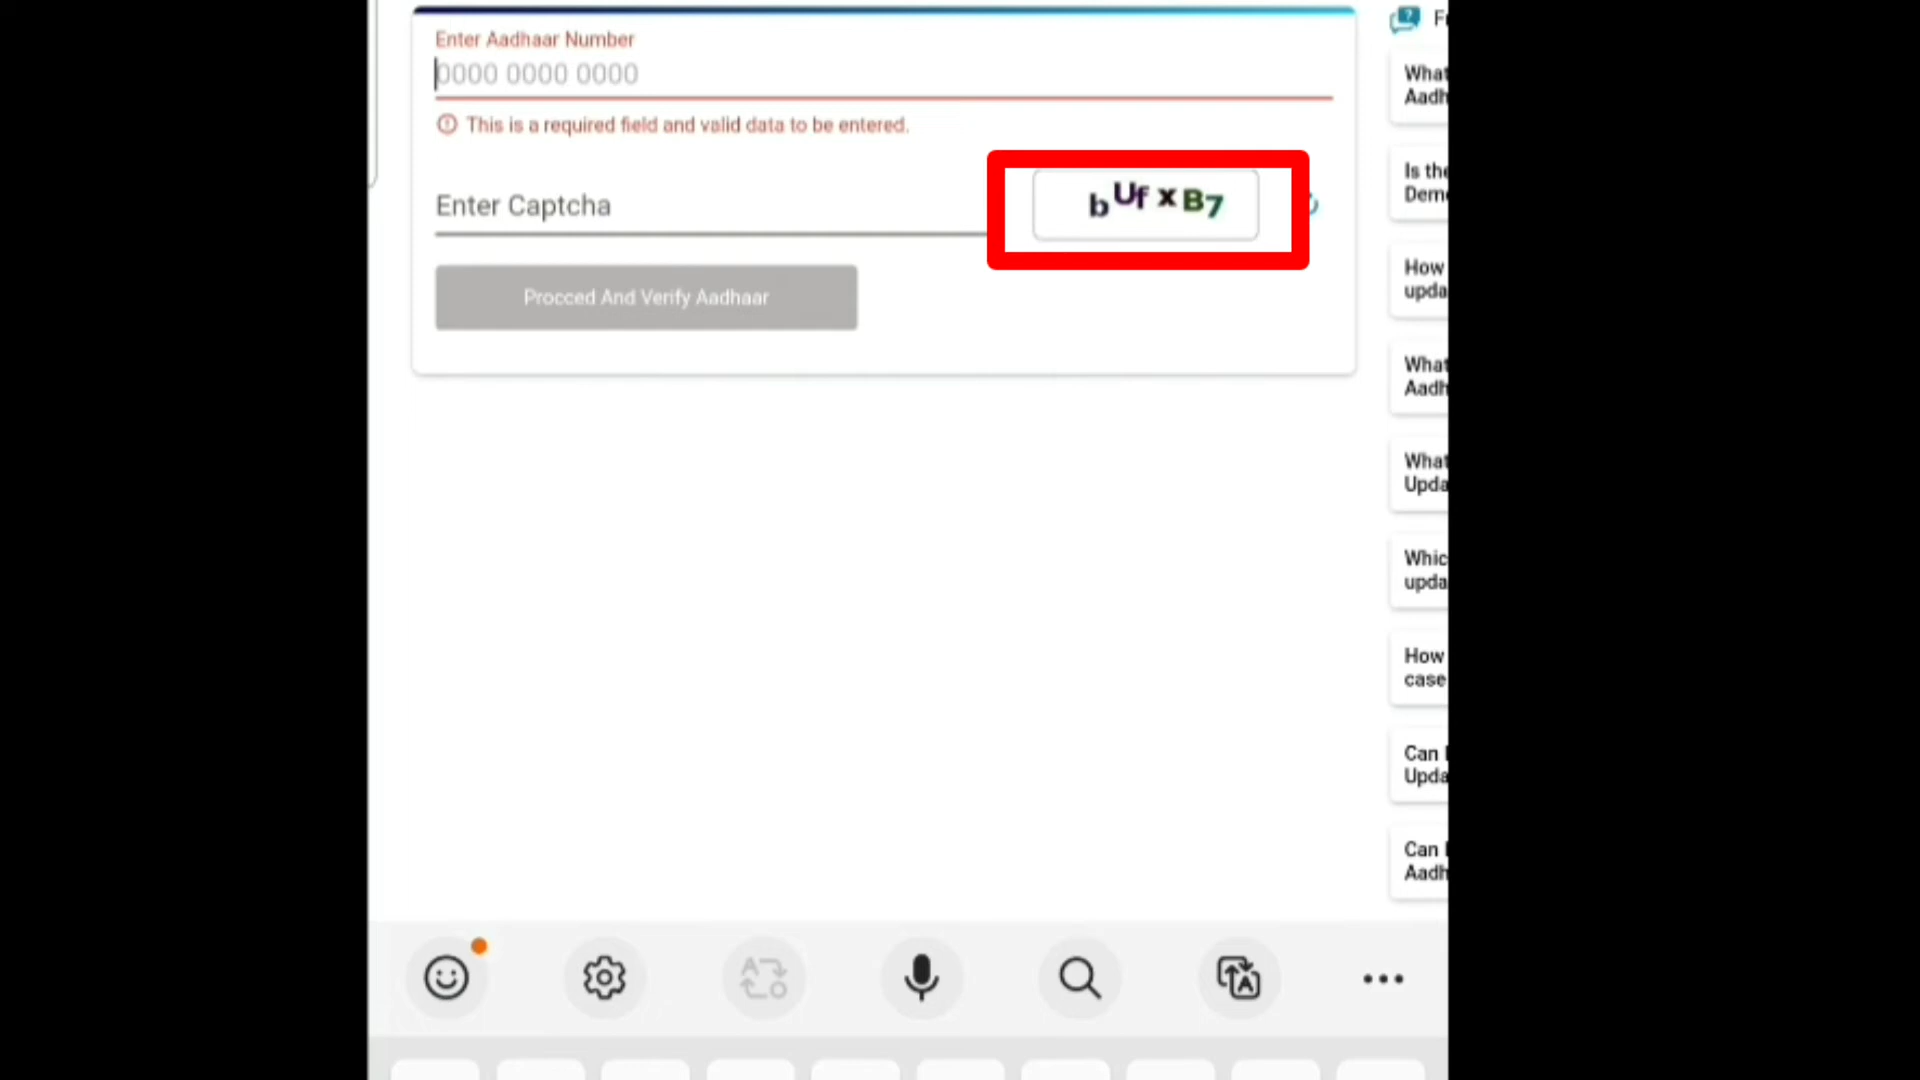 Enter Aadhaar Number
0000 0000 0000
This is a required field and valid data to be entered.
Enter Captcha
bUfxB7
Procced And Verify Aadhaar
What
Aadh
Is the
Dem
How
upda
What
Aadh
What
Upda
Whic
upda
How
case
Can
Upda
Can
Aadh